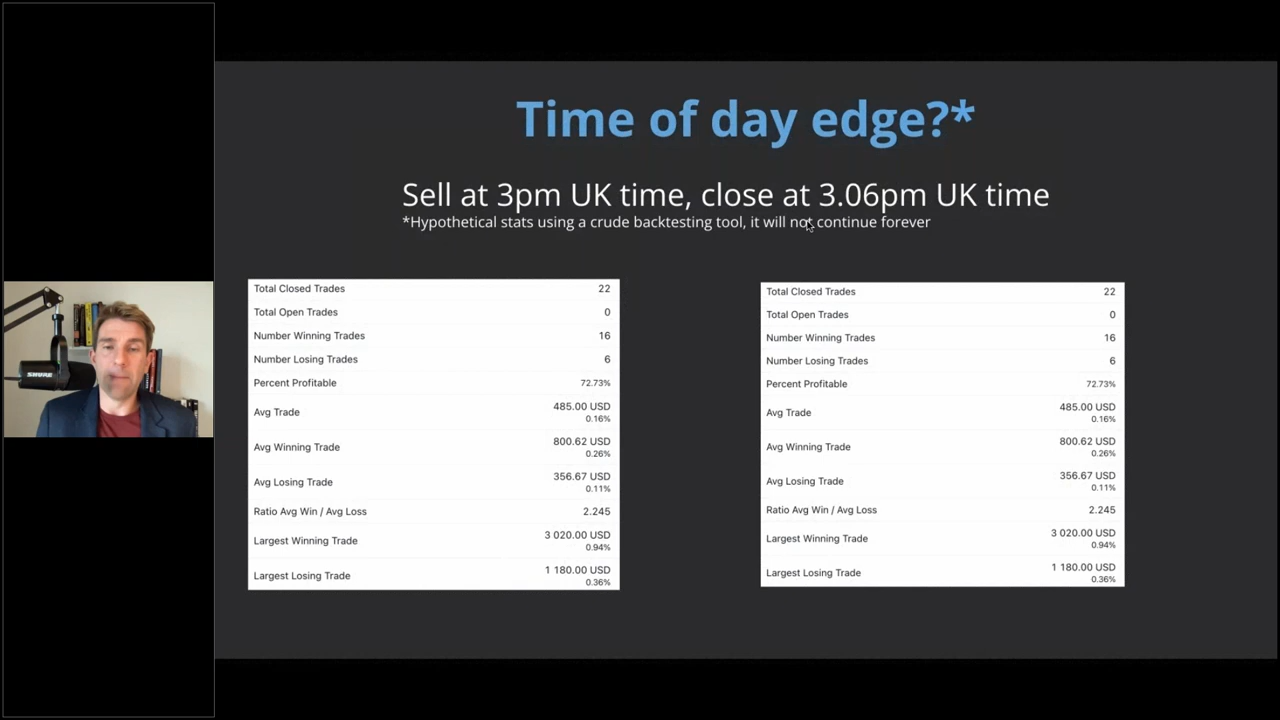 Time of day edge?*
Sell at 3pm UK time, close at 3.06pm UK time
*Hypothetical stats using a crude backtesting tool, it will not continue forever
Total Closed Trades 22
Total Open Trades 0
Number Winning Trades 16
Number Losing Trades 6
Percent Profitable 72.73%
Avg Trade 485.00 USD
0.16%
Avg Winning Trade 800.62 USD
0.26%
Avg Losing Trade 356.67 USD
0.11%
Ratio Avg Win / Avg Loss 2.245
Largest Winning Trade 3 020.00 USD
0.94%
Largest Losing Trade 1 180.00 USD
0.36%
Total Closed Trades 22
Total Open Trades 0
Number Winning Trades 16
Number Losing Trades 6
Percent Profitable 72.73%
Avg Trade 485.00 USD
0.16%
Avg Winning Trade 800.62 USD
0.26%
Avg Losing Trade 356.67 USD
0.11%
Ratio Avg Win / Avg Loss 2.245
Largest Winning Trade 3 020.00 USD
0.94%
Largest Losing Trade 1 180.00 USD
0.36%
SHURE